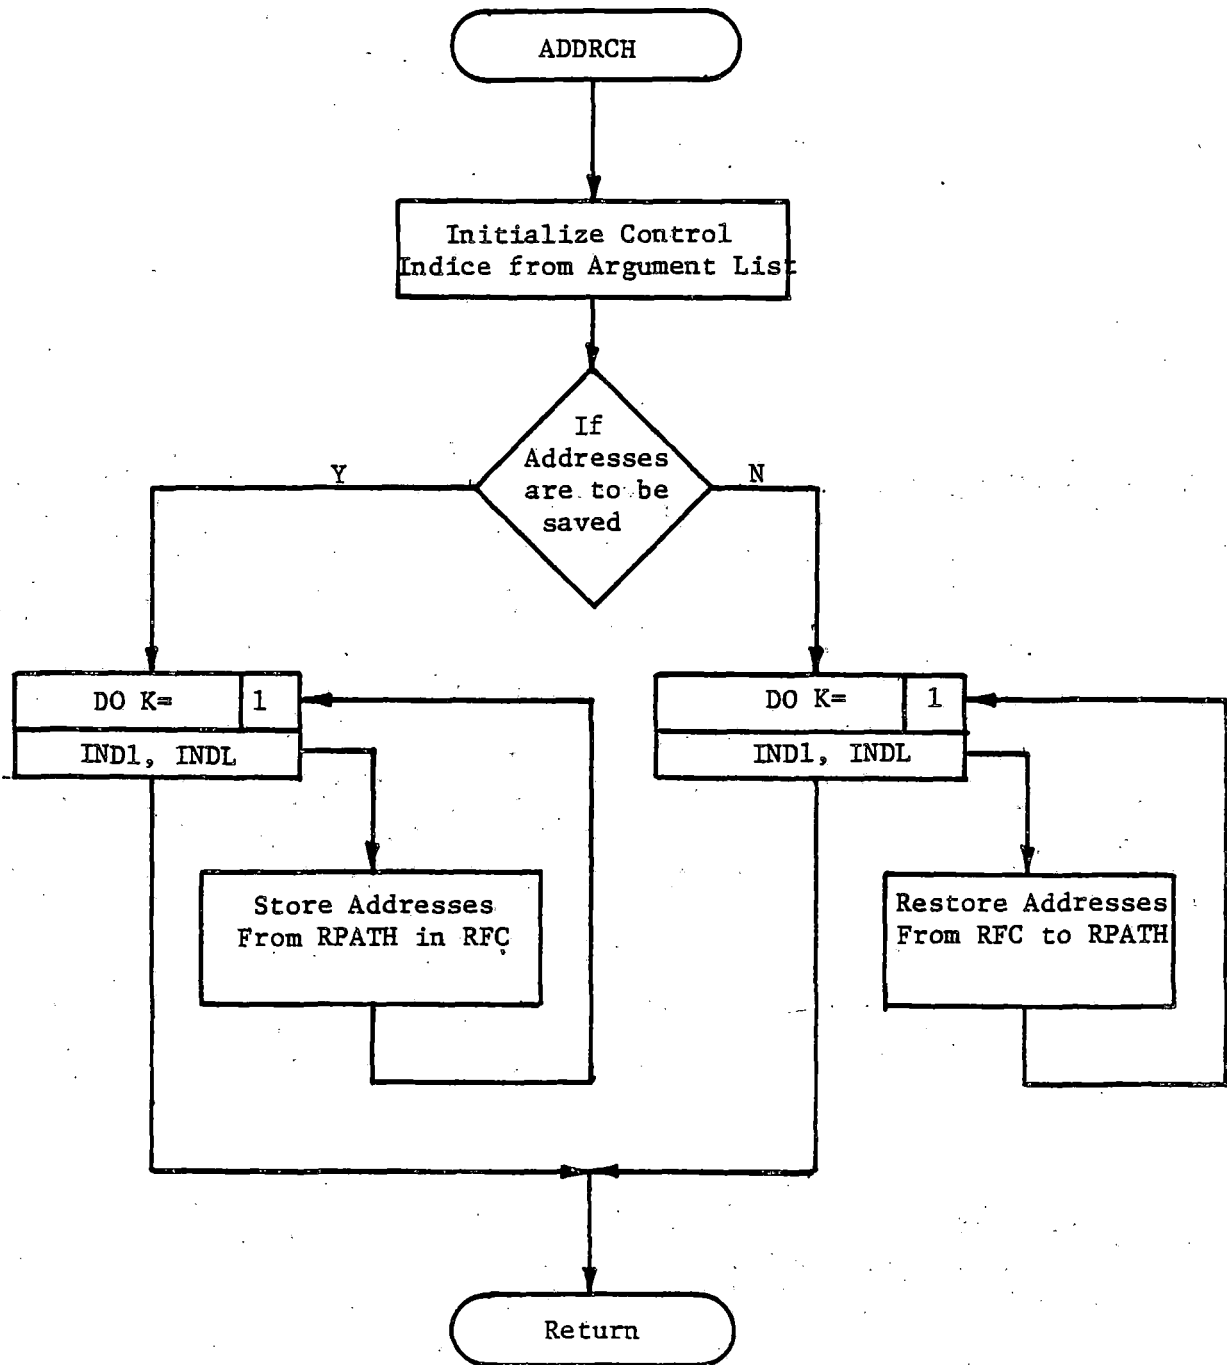 ADDRCH
Initialize Control
Indice from Argument List
If
Addresses
are to be
saved
Y
N
DO K= 1
IND1, INDL
DO K= 1
IND1, INDL
Store Addresses
From RPATH in RFC
Restore Addresses
From RFC to RPATH
Return